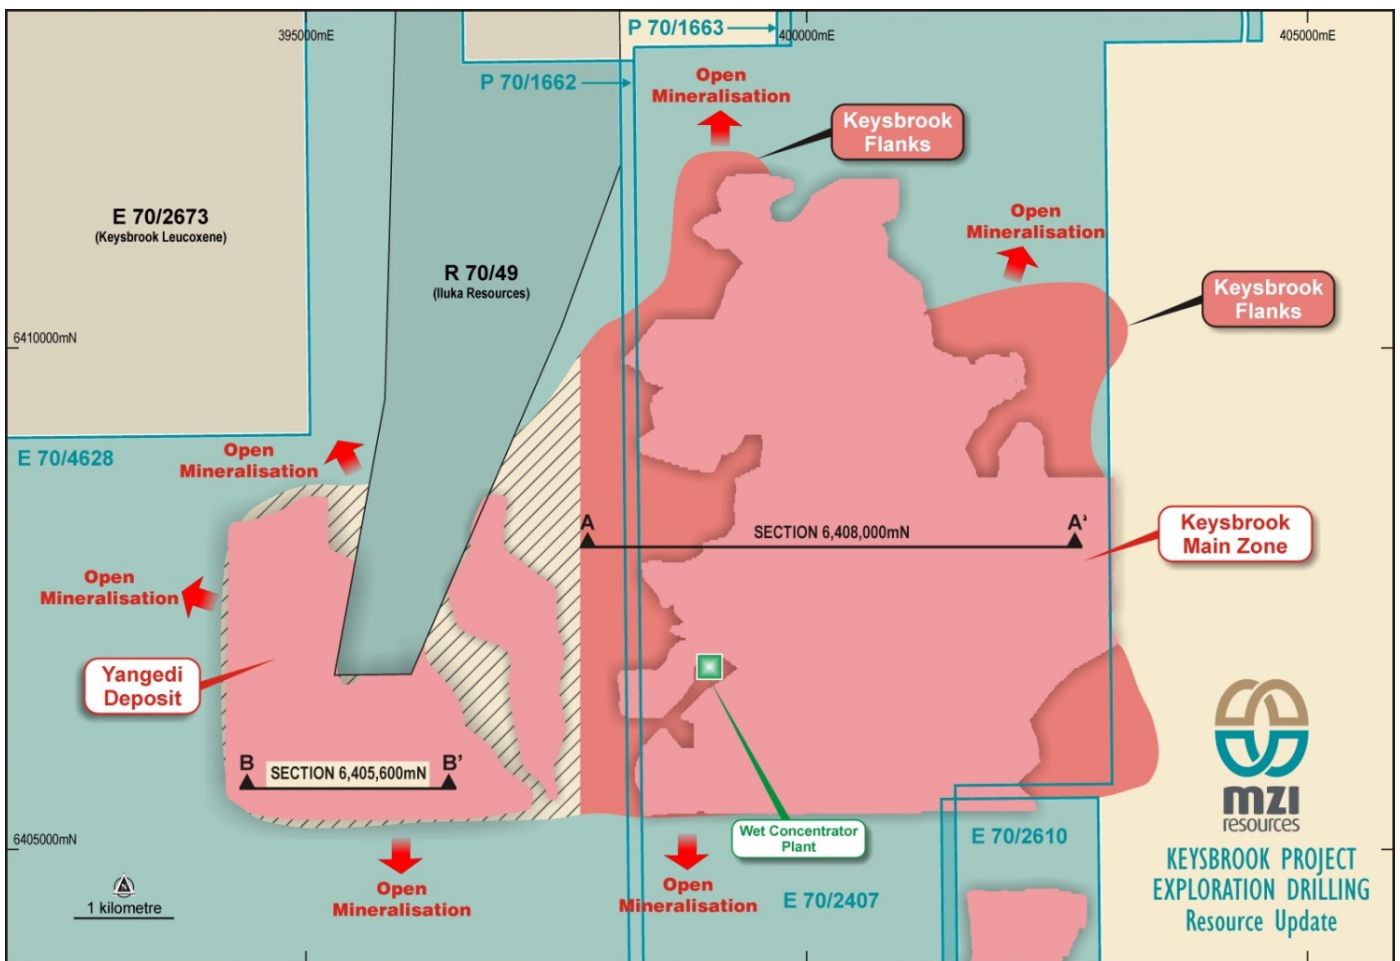 395000mE
P 70/1663
400000mE
405000mE
P 70/1662
Open
Mineralisation
Keysbrook
Flanks
E 70/2673
(Keysbrook Leucoxene)
R 70/49
(Iluka Resources)
Open
Mineralisation
Keysbrook
Flanks
6410000mN
E 70/4628
Open
Mineralisation
A
SECTION 6,408,000mN
A'
Keysbrook
Main Zone
Open
Mineralisation
Yangedi
Deposit
B
SECTION 6,405,600mN
B'
Wet Concentrator
Plant
6405000mN
N
1 kilometre
Open
Mineralisation
Open
Mineralisation
E 70/2407
E 70/2610
mzi
resources
KEYSBROOK PROJECT
EXPLORATION DRILLING
Resource Update